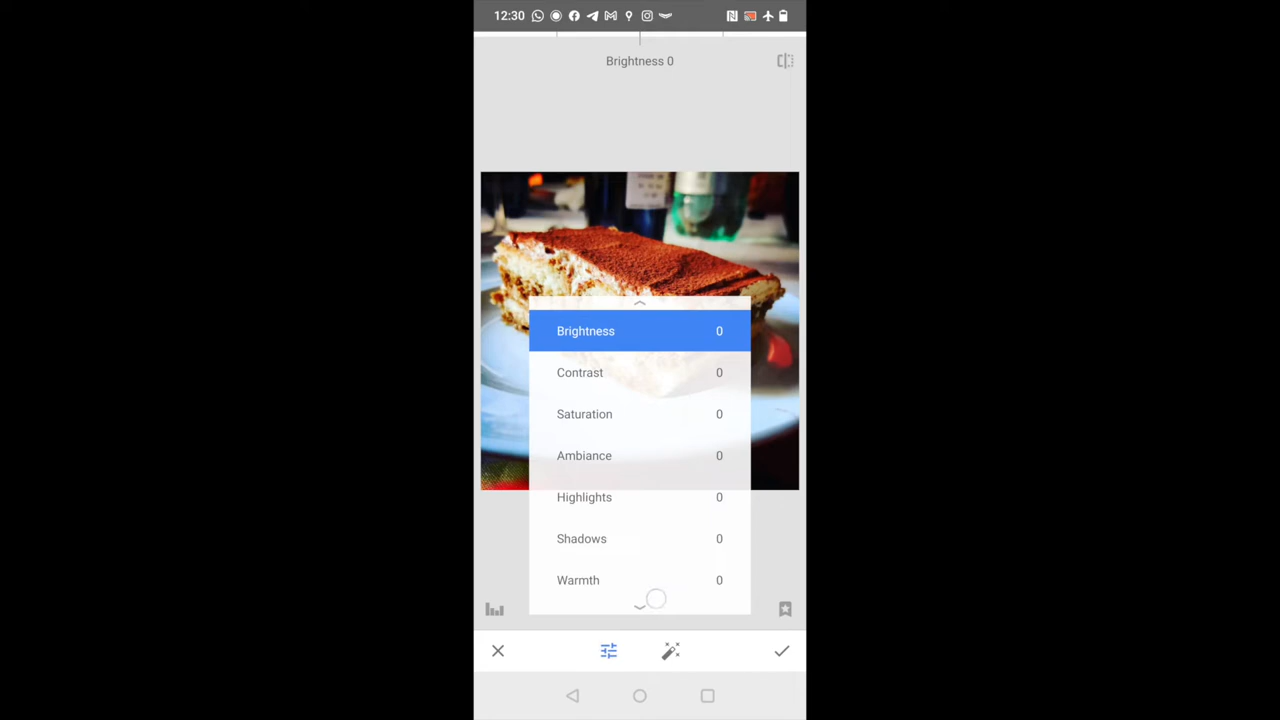 12:30
Brightness 0
Brightness 0
Contrast 0
Saturation 0
Ambiance 0
Highlights 0
Shadows 0
Warmth 0